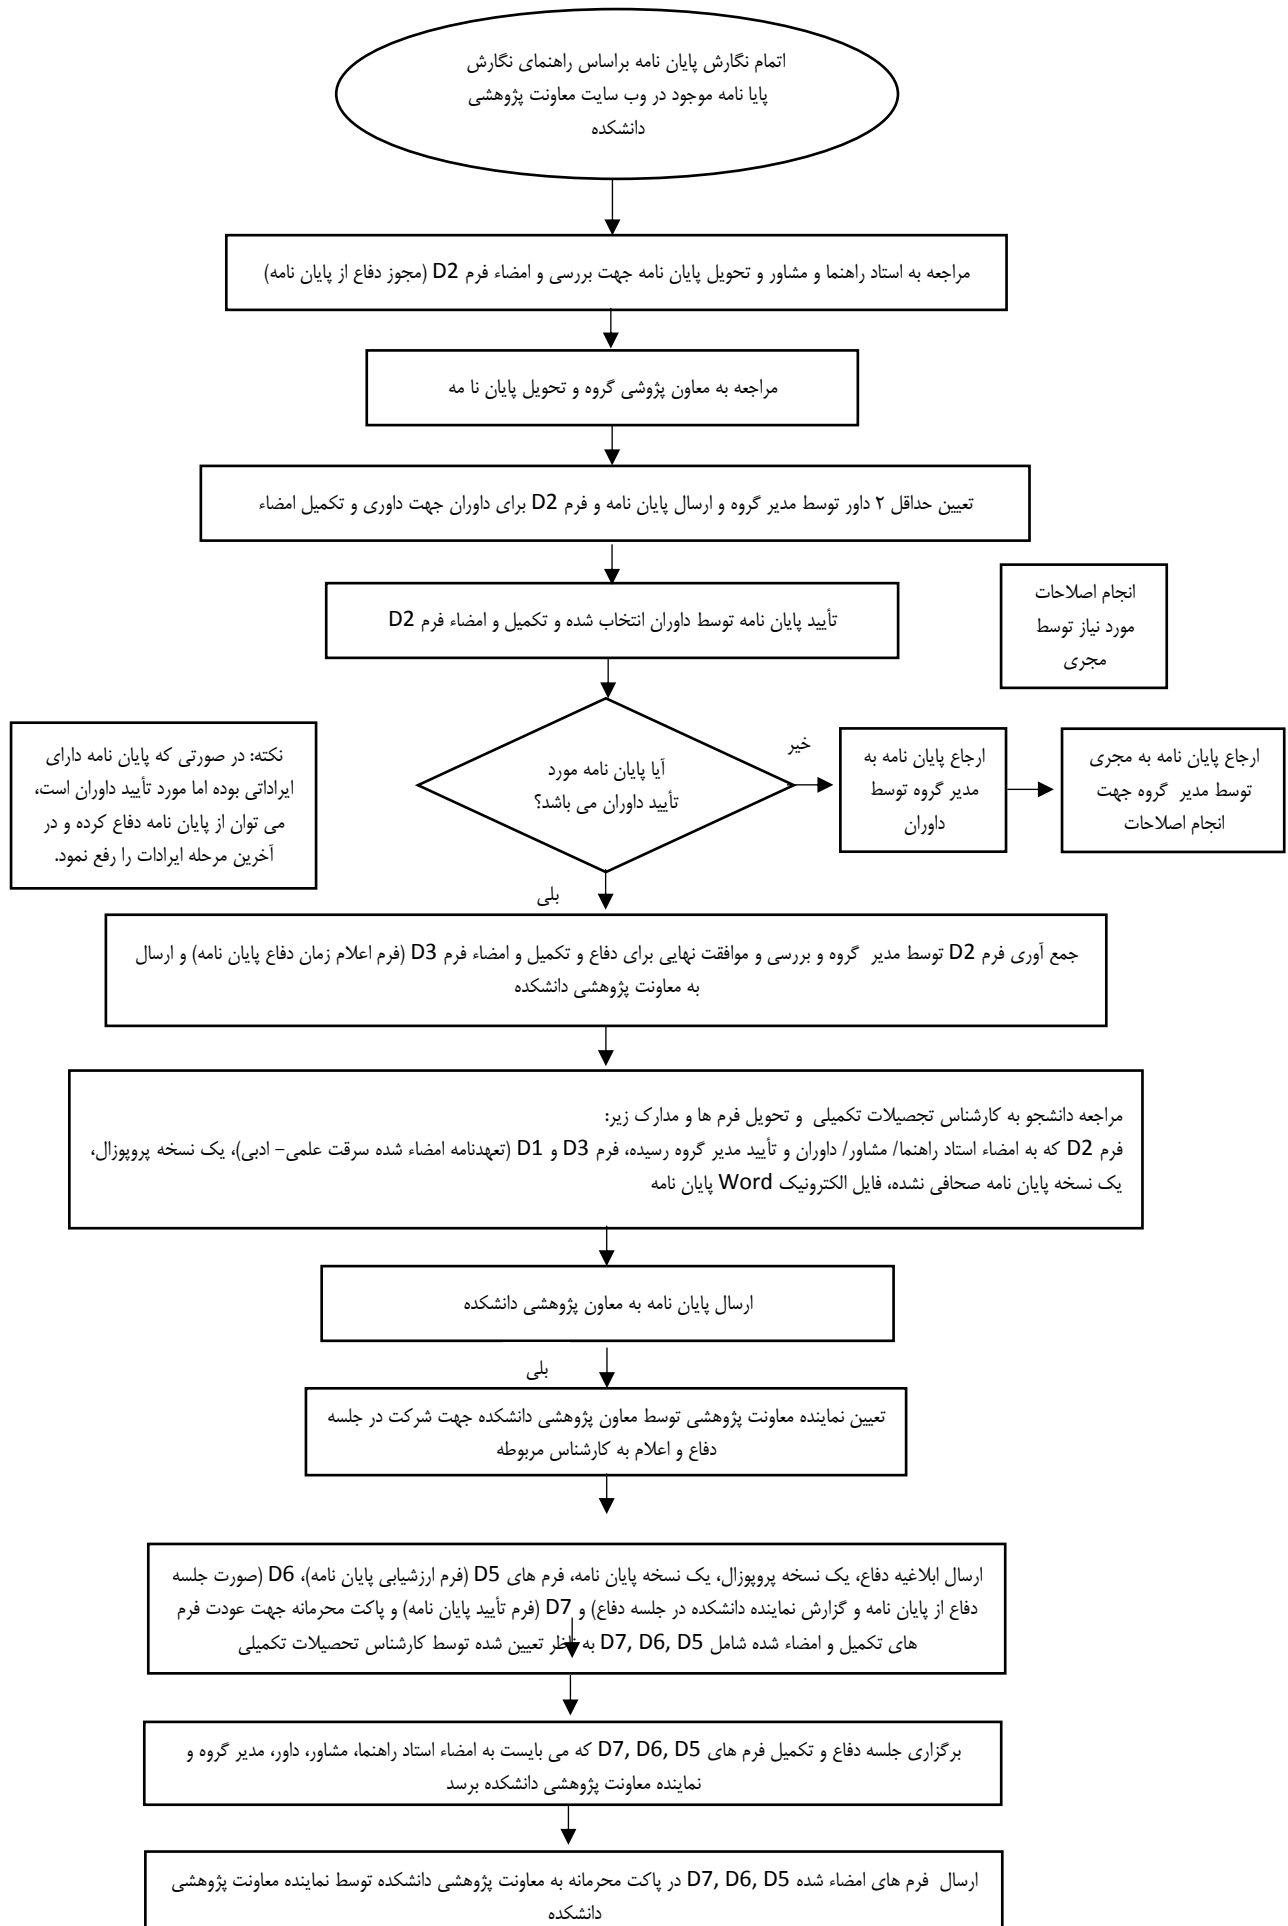 اتمام نگارش پایان نامه براساس راهنمای نگارش
پایا نامه موجود در وب سایت معاونت پژوهشی
دانشکده
مراجعه به استاد راهنما و مشاور و تحویل پایان نامه جهت بررسی و امضاء فرم D2 (مجوز دفاع از پایان نامه)
مراجعه به معاون پژوشی گروه و تحویل پایان نا مه
تعیین حداقل ۲ داور توسط مدیر گروه و ارسال پایان نامه و فرم D2 برای داوران جهت داوری و تکمیل امضاء
تأیید پایان نامه توسط داوران انتخاب شده و تکمیل و امضاء فرم D2
انجام اصلاحات
مورد نیاز توسط
مجری
آیا پایان نامه مورد
تأیید داوران می باشد؟
خیر
ارجاع پایان نامه به
مدیر گروه توسط
داوران
ارجاع پایان نامه به مجری
توسط مدیر گروه جهت
انجام اصلاحات
نکته: در صورتی که پایان نامه دارای
ایراداتی بوده اما مورد تأیید داوران است،
می توان از پایان نامه دفاع کرده و در
آخرین مرحله ایرادات را رفع نمود.
بلی
جمع آوری فرم D2 توسط مدیر گروه و بررسی و موافقت نهایی برای دفاع و تکمیل و امضاء فرم D3 (فرم اعلام زمان دفاع پایان نامه) و ارسال
به معاونت پژوهشی دانشکده
مراجعه دانشجو به کارشناس تجصیلات تکمیلی و تحویل فرم ها و مدارک زیر:
فرم D2 که به امضاء استاد راهنما/ مشاور/ داوران و تأیید مدیر گروه رسیده، فرم D3 و D1 (تعهدنامه امضاء شده سرقت علمی- ادبی)، یک نسخه پروپوزال،
یک نسخه پایان نامه صحافی نشده، فایل الکترونیک Word پایان نامه
ارسال پایان نامه به معاون پژوهشی دانشکده
بلی
تعیین نماینده معاونت پژوهشی توسط معاون پژوهشی دانشکده جهت شرکت در جلسه
دفاع و اعلام به کارشناس مربوطه
ارسال ابلاغیه دفاع، یک نسخه پروپوزال، یک نسخه پایان نامه، فرم های D5 (فرم ارزشیابی پایان نامه)، D6 (صورت جلسه
دفاع از پایان نامه و گزارش نماینده دانشکده در جلسه دفاع) و D7 (فرم تأیید پایان نامه) و پاکت محرمانه جهت عودت فرم
های تکمیل و امضاء شده شامل D7, D6, D5 به ناظر تعیین شده توسط کارشناس تحصیلات تکمیلی
برگزاری جلسه دفاع و تکمیل فرم های D7, D6, D5 که می بایست به امضاء استاد راهنما، مشاور، داور، مدیر گروه و
نماینده معاونت پژوهشی دانشکده برسد
ارسال فرم های امضاء شده D7, D6, D5 در پاکت محرمانه به معاونت پژوهشی دانشکده توسط نماینده معاونت پژوهشی
دانشکده